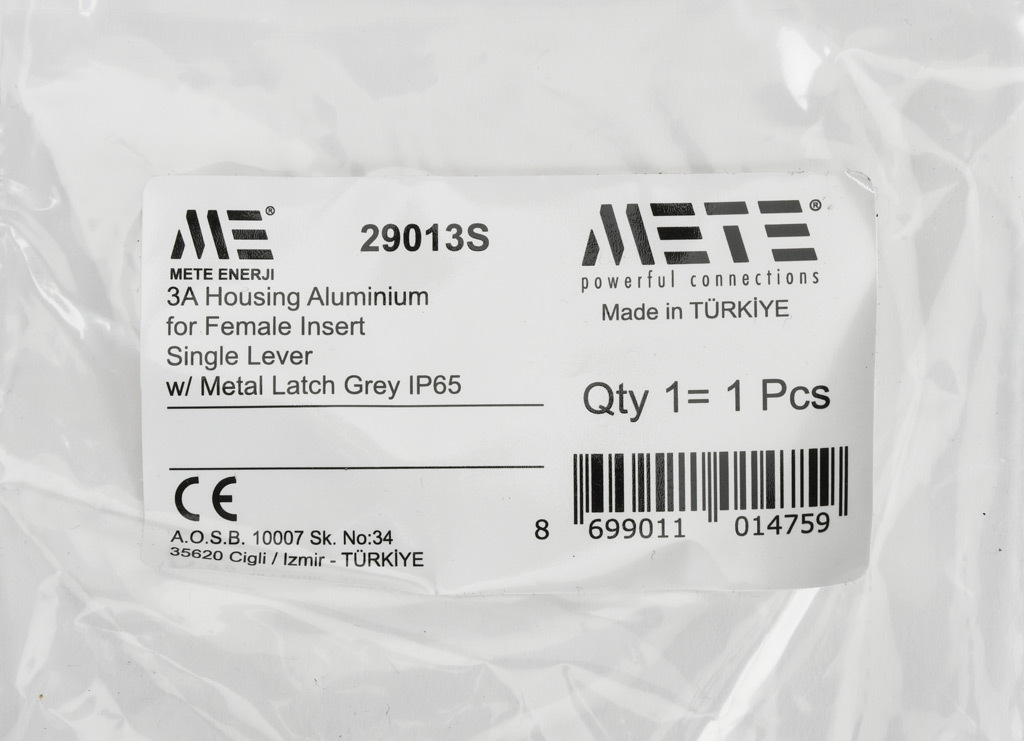 ME®
METE ENERJI
29013S
3A Housing Aluminium
for Female Insert
Single Lever
w/ Metal Latch Grey IP65
METE®
powerful connections
Made in TÜRKİYE
Qty 1= 1 Pcs
CE
A.O.S.B. 10007 Sk. No:34
35620 Cigli / Izmir - TÜRKİYE
8 699011 014759